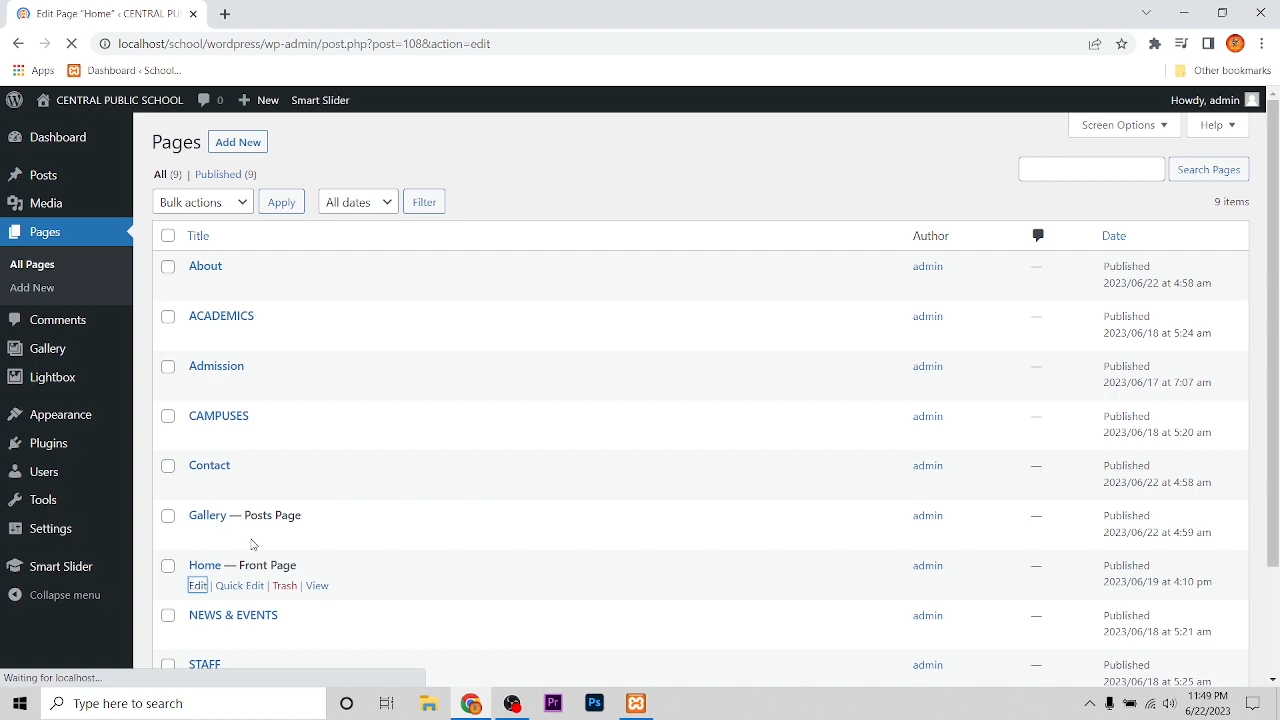 Edit Page "Home" ‹ CENTRAL PU
localhost/school/wordpress/wp-admin/post.php?post=108&action=edit
Apps
Dashboard ‹ School...
Other bookmarks
CENTRAL PUBLIC SCHOOL
0
New
Smart Slider
Howdy, admin
Dashboard
Posts
Media
Pages
All Pages
Add New
Comments
Gallery
Lightbox
Appearance
Plugins
Users
Tools
Settings
Smart Slider
Collapse menu
Pages
Add New
Screen Options ▼
Help ▼
All (9) | Published (9)
Search Pages
Bulk actions
Apply
All dates
Filter
9 items
Title
Author
Date
About
admin
—
Published
2023/06/22 at 4:58 am
ACADEMICS
admin
—
Published
2023/06/18 at 5:24 am
Admission
admin
—
Published
2023/06/17 at 7:07 am
CAMPUSES
admin
—
Published
2023/06/18 at 5:20 am
Contact
admin
—
Published
2023/06/22 at 4:58 am
Gallery — Posts Page
admin
—
Published
2023/06/22 at 4:59 am
Home — Front Page
Edit | Quick Edit | Trash | View
admin
—
Published
2023/06/19 at 4:10 pm
NEWS & EVENTS
admin
—
Published
2023/06/18 at 5:21 am
STAFF
admin
—
Published
2023/06/18 at 5:25 am
Waiting for localhost...
Type here to search
Pr
Ps
11:49 PM
6/22/2023